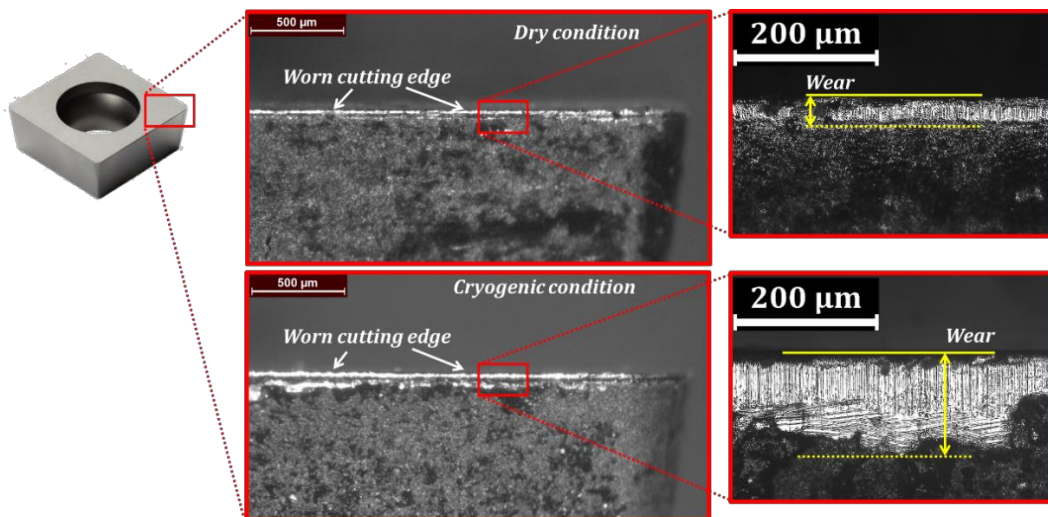 500 µm
Dry condition
Worn cutting edge
200 µm
Wear
500 µm
Cryogenic condition
Worn cutting edge
200 µm
Wear